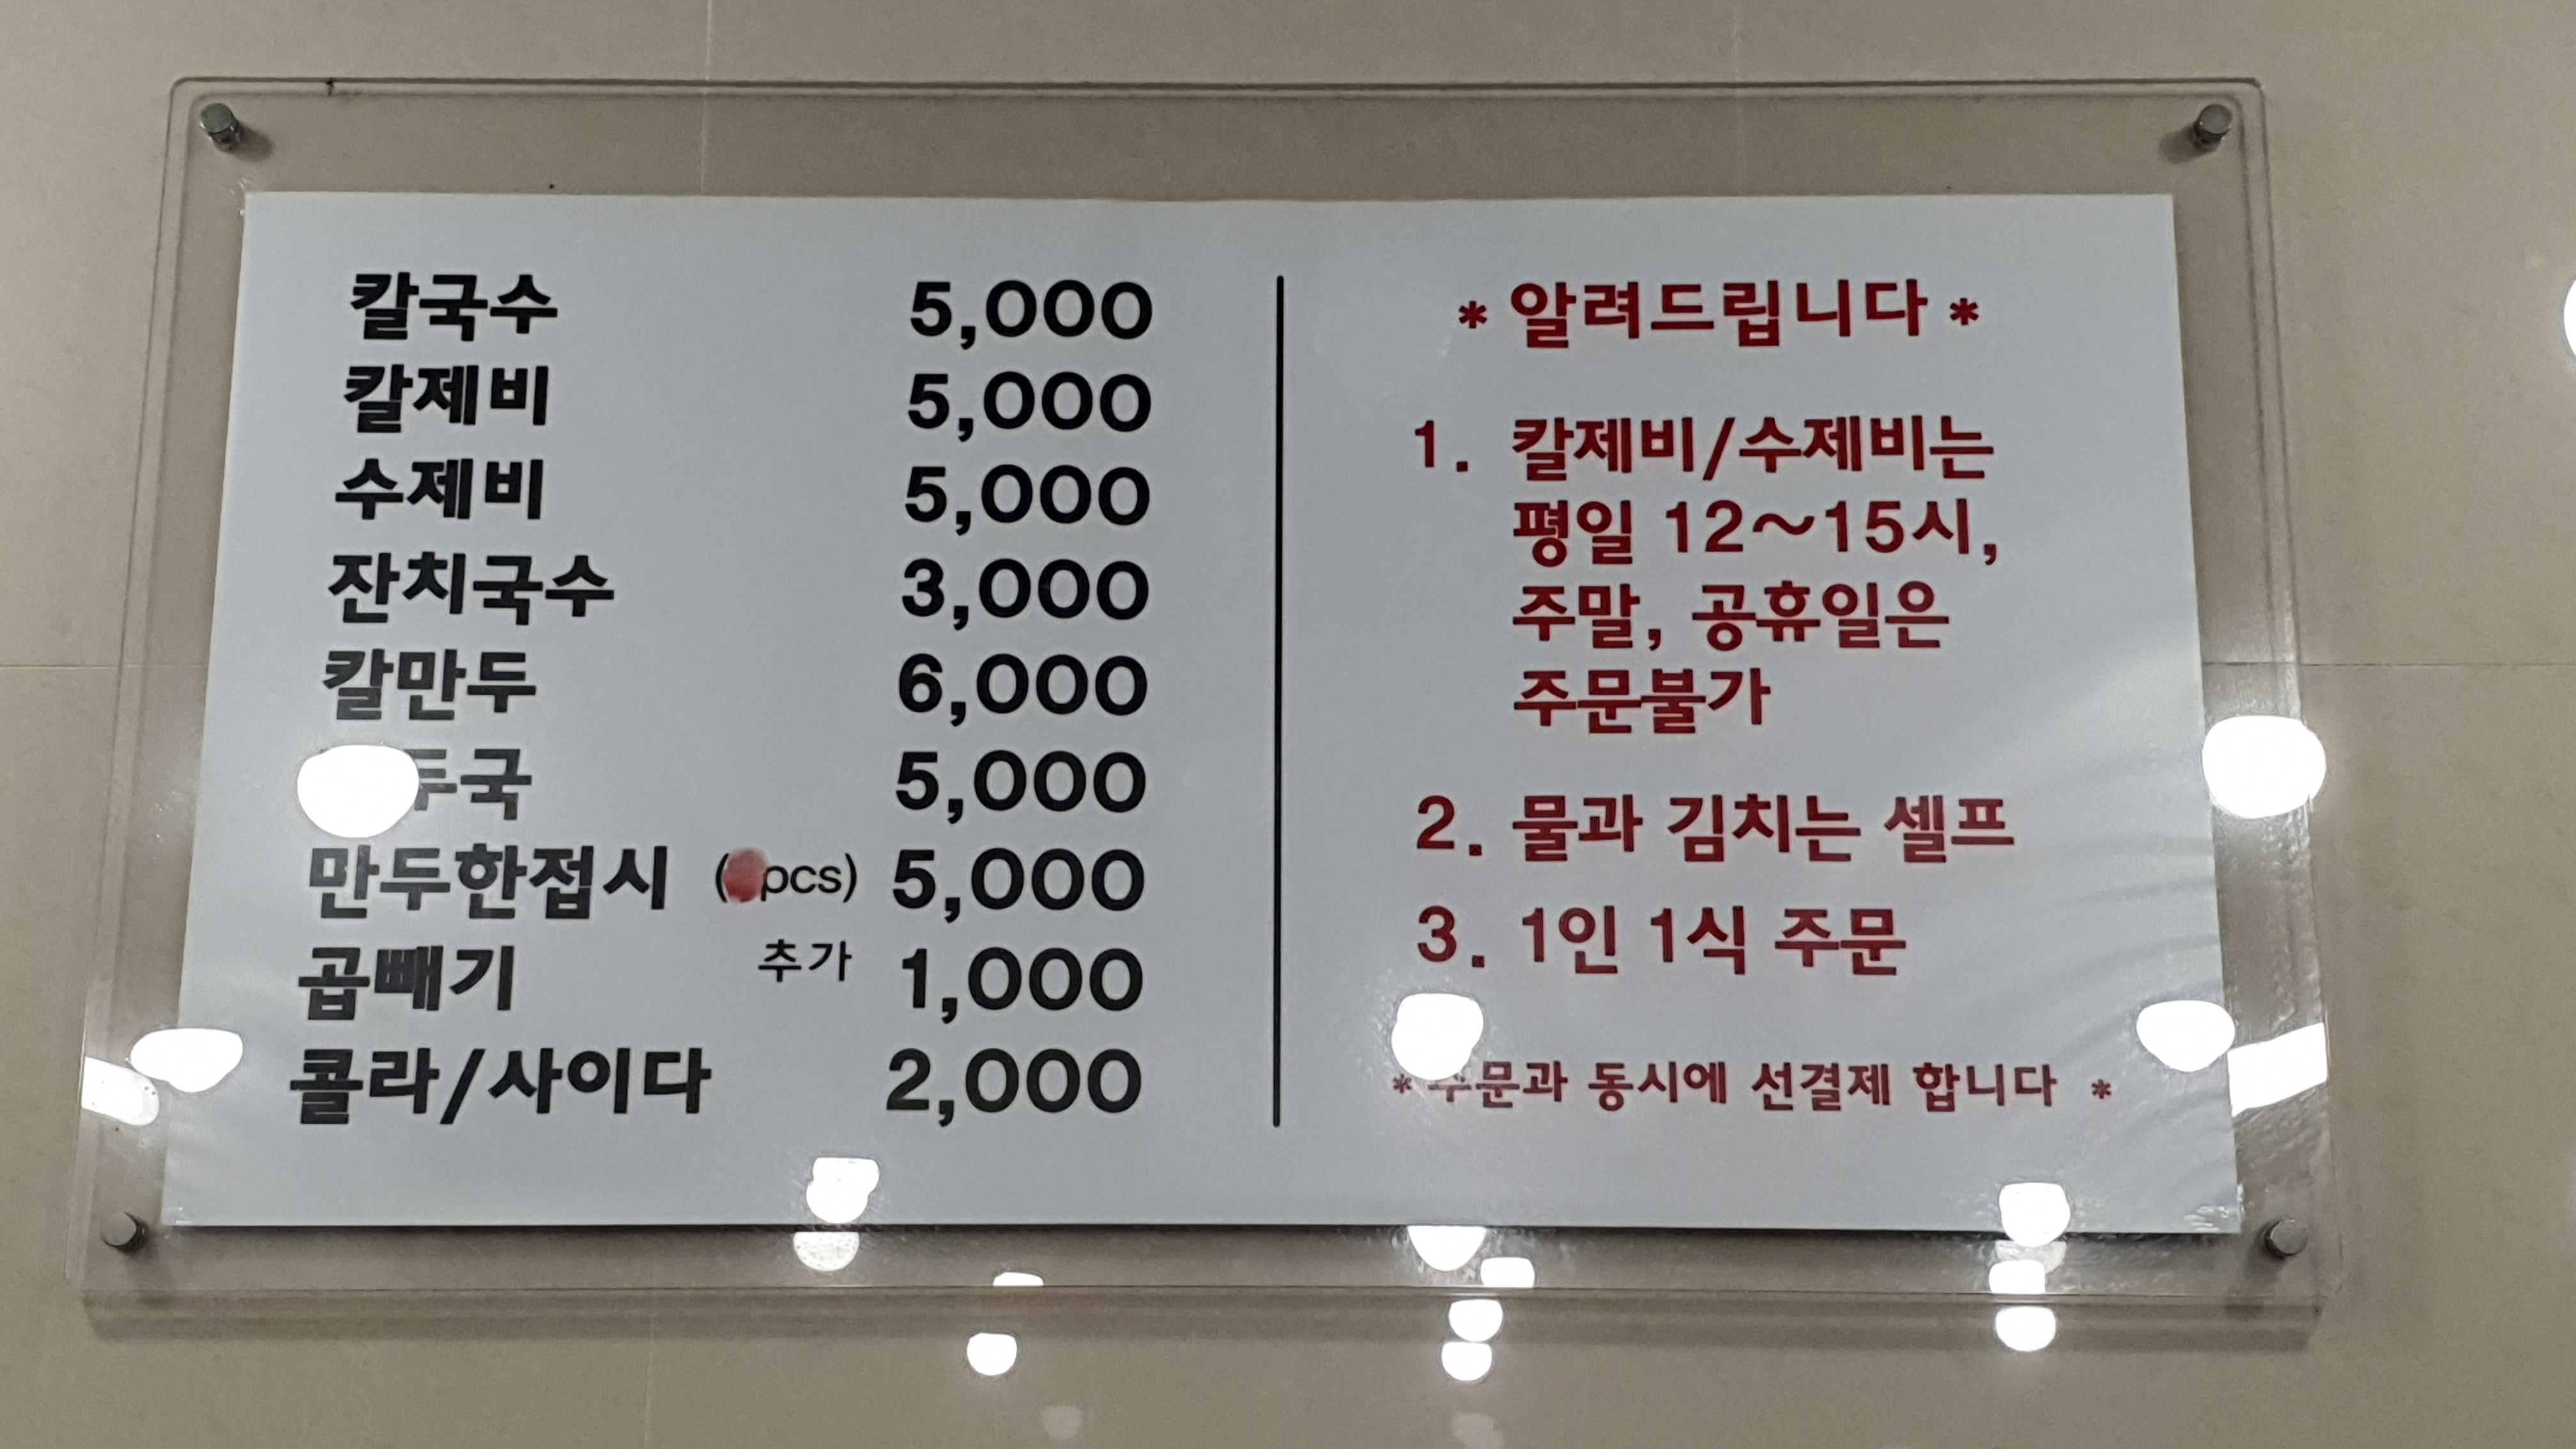 칼국수 5,000
칼제비 5,000
수제비 5,000
잔치국수 3,000
칼만두 6,000
5,000
만두한접시 ( pcs) 5,000
곱빼기 추가 1,000
콜라/사이다 2,000
* 알려드립니다 *
1. 칼제비/수제비는
평일 12~15시,
주말, 공휴일은
주문불가
2. 물과 김치는 셀프
3. 1인 1식 주문
* 주문과 동시에 선결제 합니다 *